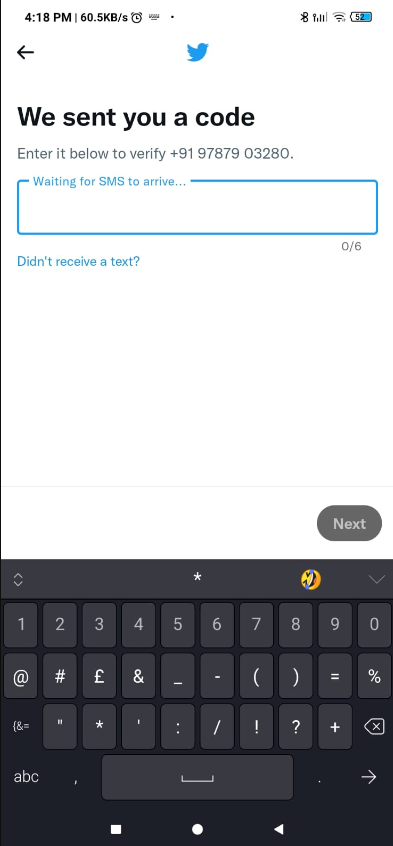 4:18 PM | 60.5KB/s
52
We sent you a code
Enter it below to verify +91 97879 03280.
Waiting for SMS to arrive...
0/6
Didn't receive a text?
Next
*
1 2 3 4 5 6 7 8 9 0
@ # £ & _ - ( ) = %
{&= " * ' : / ! ? +
abc , .